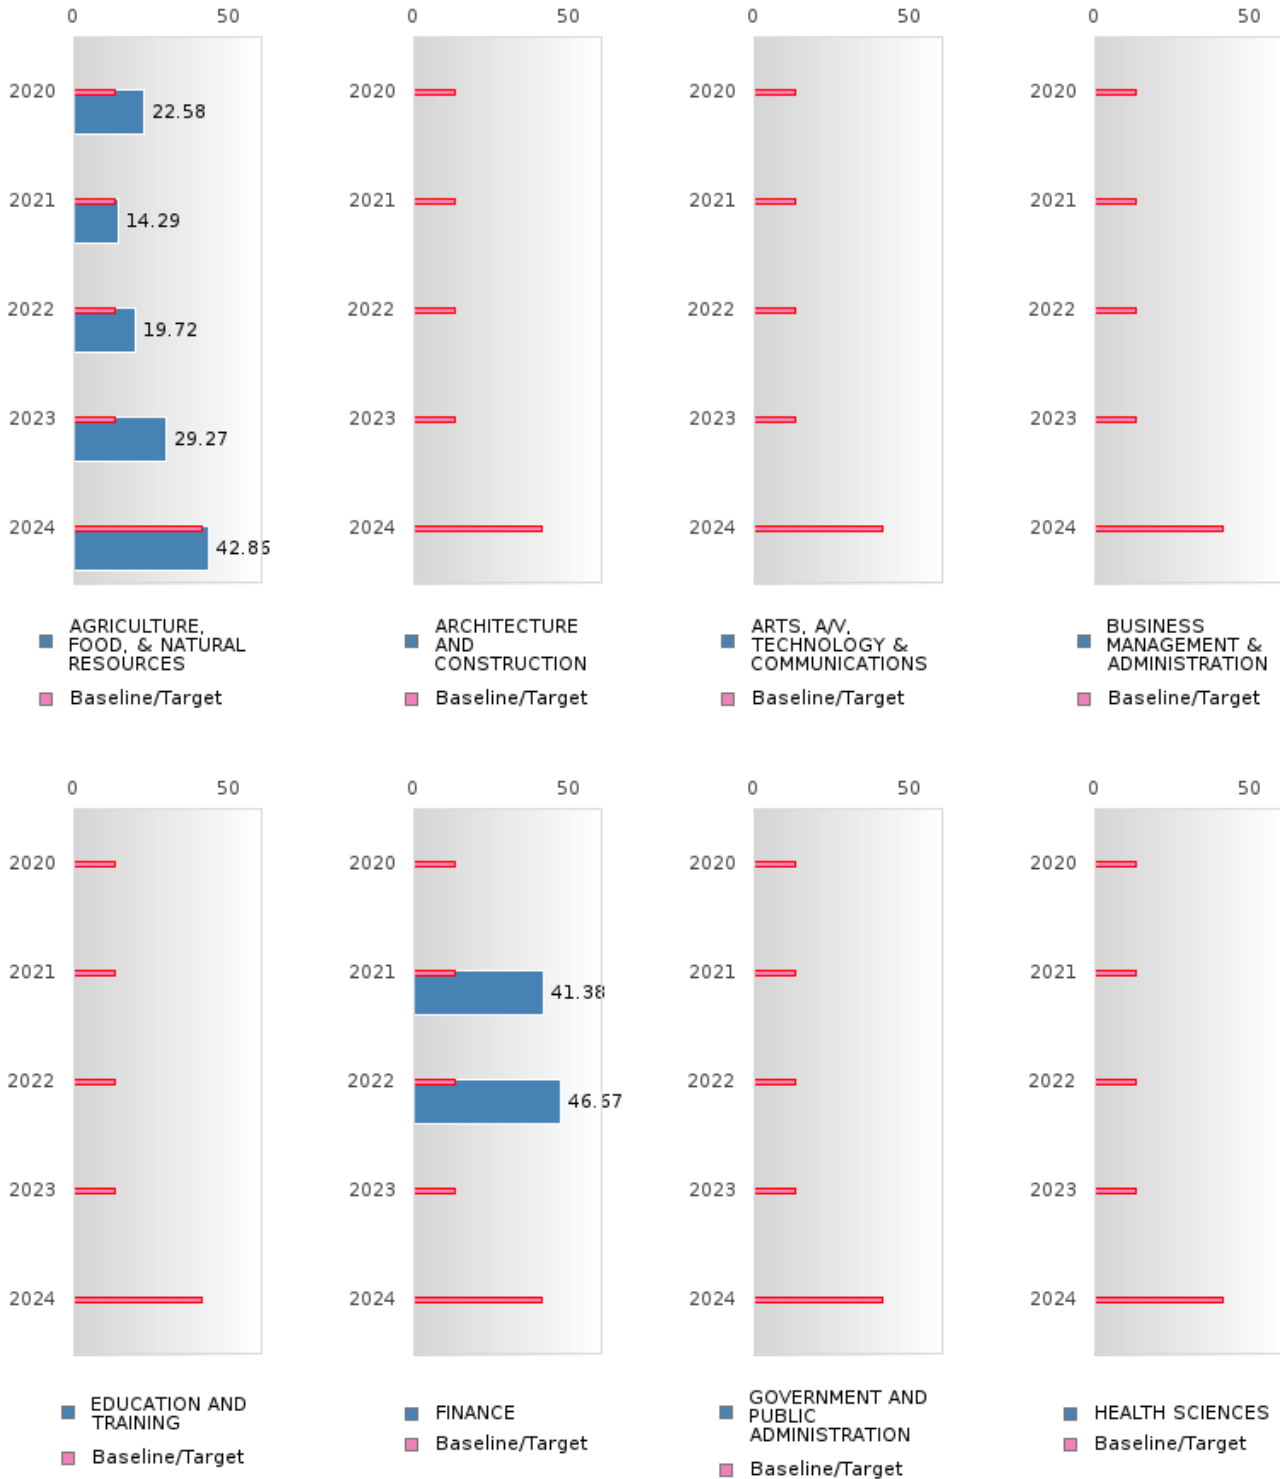 0 50 0 50 0 50 0 50
2020 22.58 2020 2020 2020
2021 14.29 2021 2021 2021
2022 19.72 2022 2022 2022
2023 29.27 2023 2023 2023
2024 42.86 2024 2024 2024
AGRICULTURE,
FOOD, & NATURAL
RESOURCES
Baseline/Target
ARCHITECTURE
AND
CONSTRUCTION
Baseline/Target
ARTS, A/V,
TECHNOLOGY &
COMMUNICATIONS
Baseline/Target
BUSINESS
MANAGEMENT &
ADMINISTRATION
Baseline/Target
0 50 0 50 0 50 0 50
2020 2020 2020 2020
2021 2021 41.38 2021 2021
2022 2022 46.67 2022 2022
2023 2023 2023 2023
2024 2024 2024 2024
EDUCATION AND
TRAINING
Baseline/Target
FINANCE
Baseline/Target
GOVERNMENT AND
PUBLIC
ADMINISTRATION
Baseline/Target
HEALTH SCIENCES
Baseline/Target